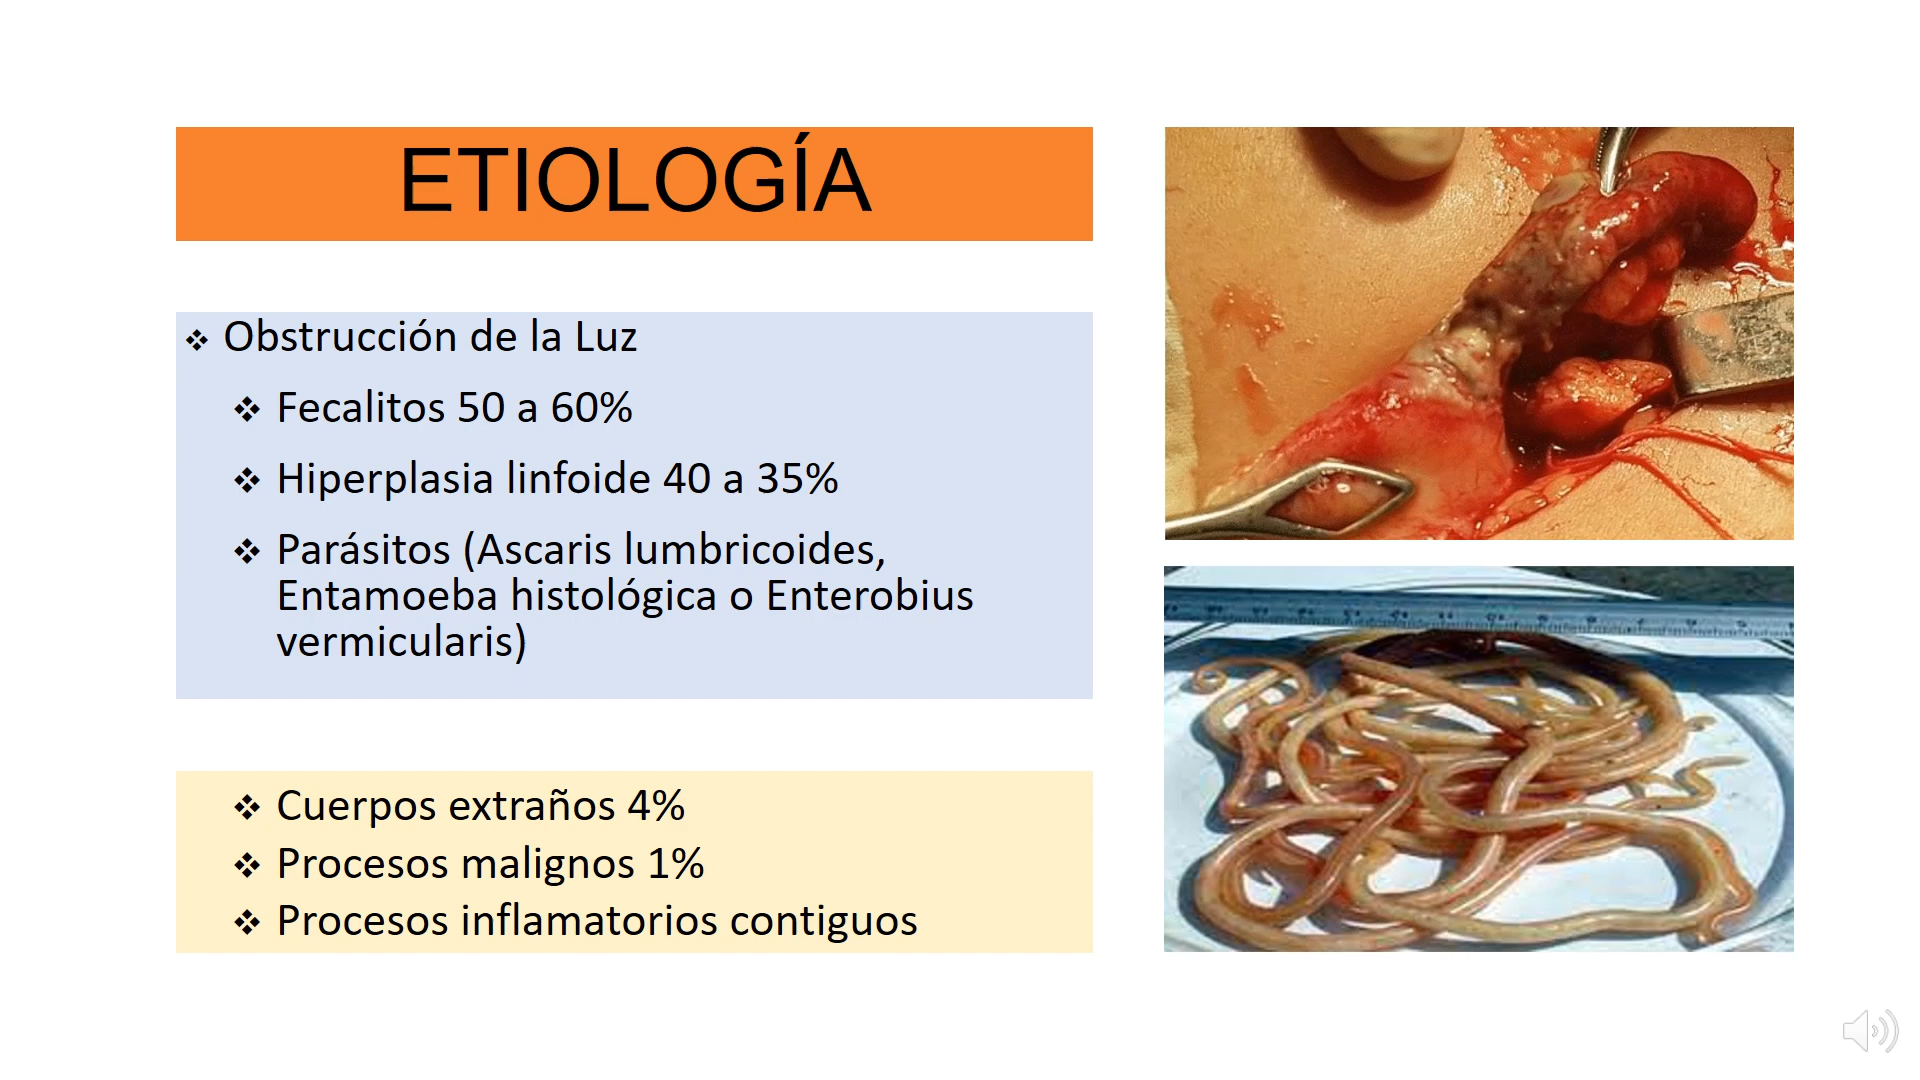 ETIOLOGÍA
❖ Obstrucción de la Luz
❖ Fecalitos 50 a 60%
❖ Hiperplasia linfoide 40 a 35%
❖ Parásitos (Ascaris lumbricoides,
Entamoeba histológica o Enterobius
vermicularis)
❖ Cuerpos extraños 4%
❖ Procesos malignos 1%
❖ Procesos inflamatorios contiguos